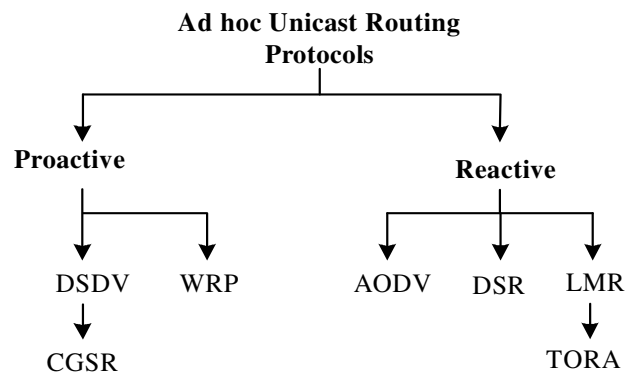 Ad hoc Unicast Routing
Protocols
Proactive
Reactive
DSDV
WRP
AODV
DSR
LMR
CGSR
TORA